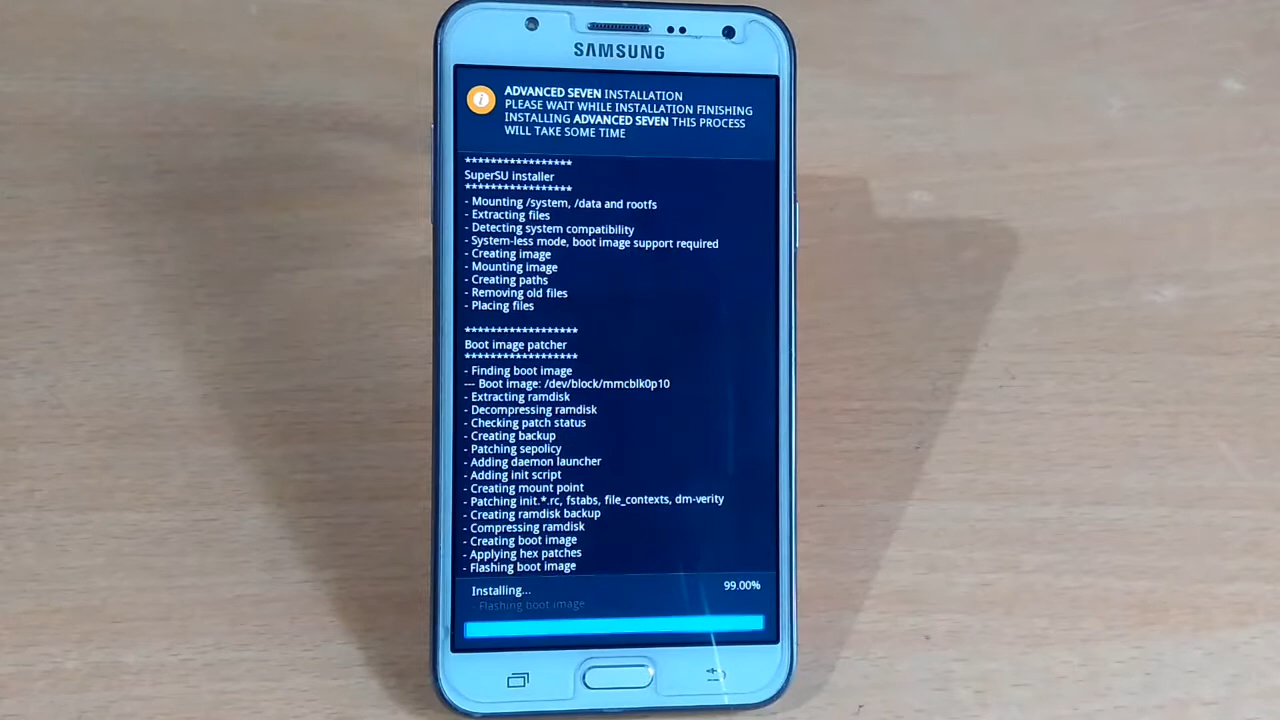 SAMSUNG
ADVANCED SEVEN INSTALLATION
PLEASE WAIT WHILE INSTALLATION FINISHING
INSTALLING ADVANCED SEVEN THIS PROCESS
WILL TAKE SOME TIME
*****************
SuperSU installer
*****************
- Mounting /system, /data and rootfs
- Extracting files
- Detecting system compatibility
- System-less mode, boot image support required
- Creating image
- Mounting image
- Creating paths
- Removing old files
- Placing files
******************
Boot image patcher
******************
- Finding boot image
--- Boot image: /dev/block/mmcblk0p10
- Extracting ramdisk
- Decompressing ramdisk
- Checking patch status
- Creating backup
- Patching sepolicy
- Adding daemon launcher
- Adding init script
- Creating mount point
- Patching init.*.rc, fstabs, file_contexts, dm-verity
- Creating ramdisk backup
- Compressing ramdisk
- Creating boot image
- Applying hex patches
- Flashing boot image
Installing... 99.00%
- Flashing boot image